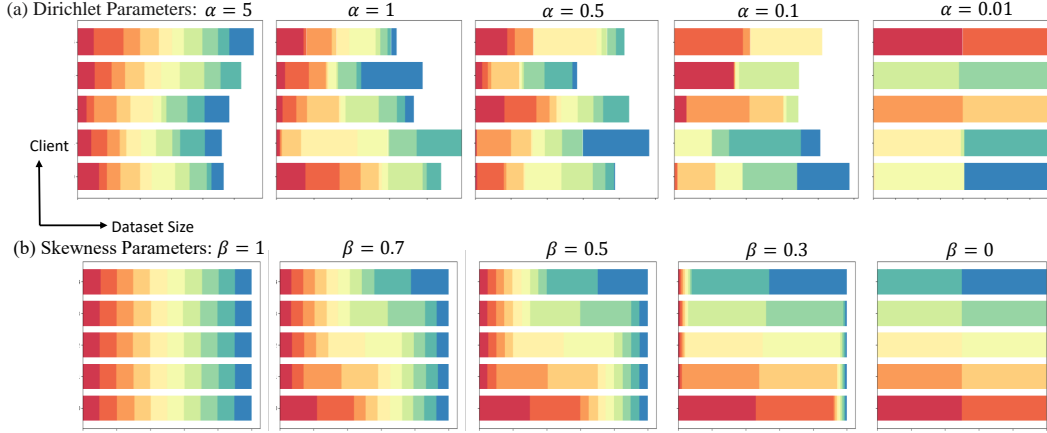 (a) Dirichlet Parameters: α = 5 α = 1 α = 0.5 α = 0.1 α = 0.01
Client
Dataset Size
(b) Skewness Parameters: β = 1 β = 0.7 β = 0.5 β = 0.3 β = 0